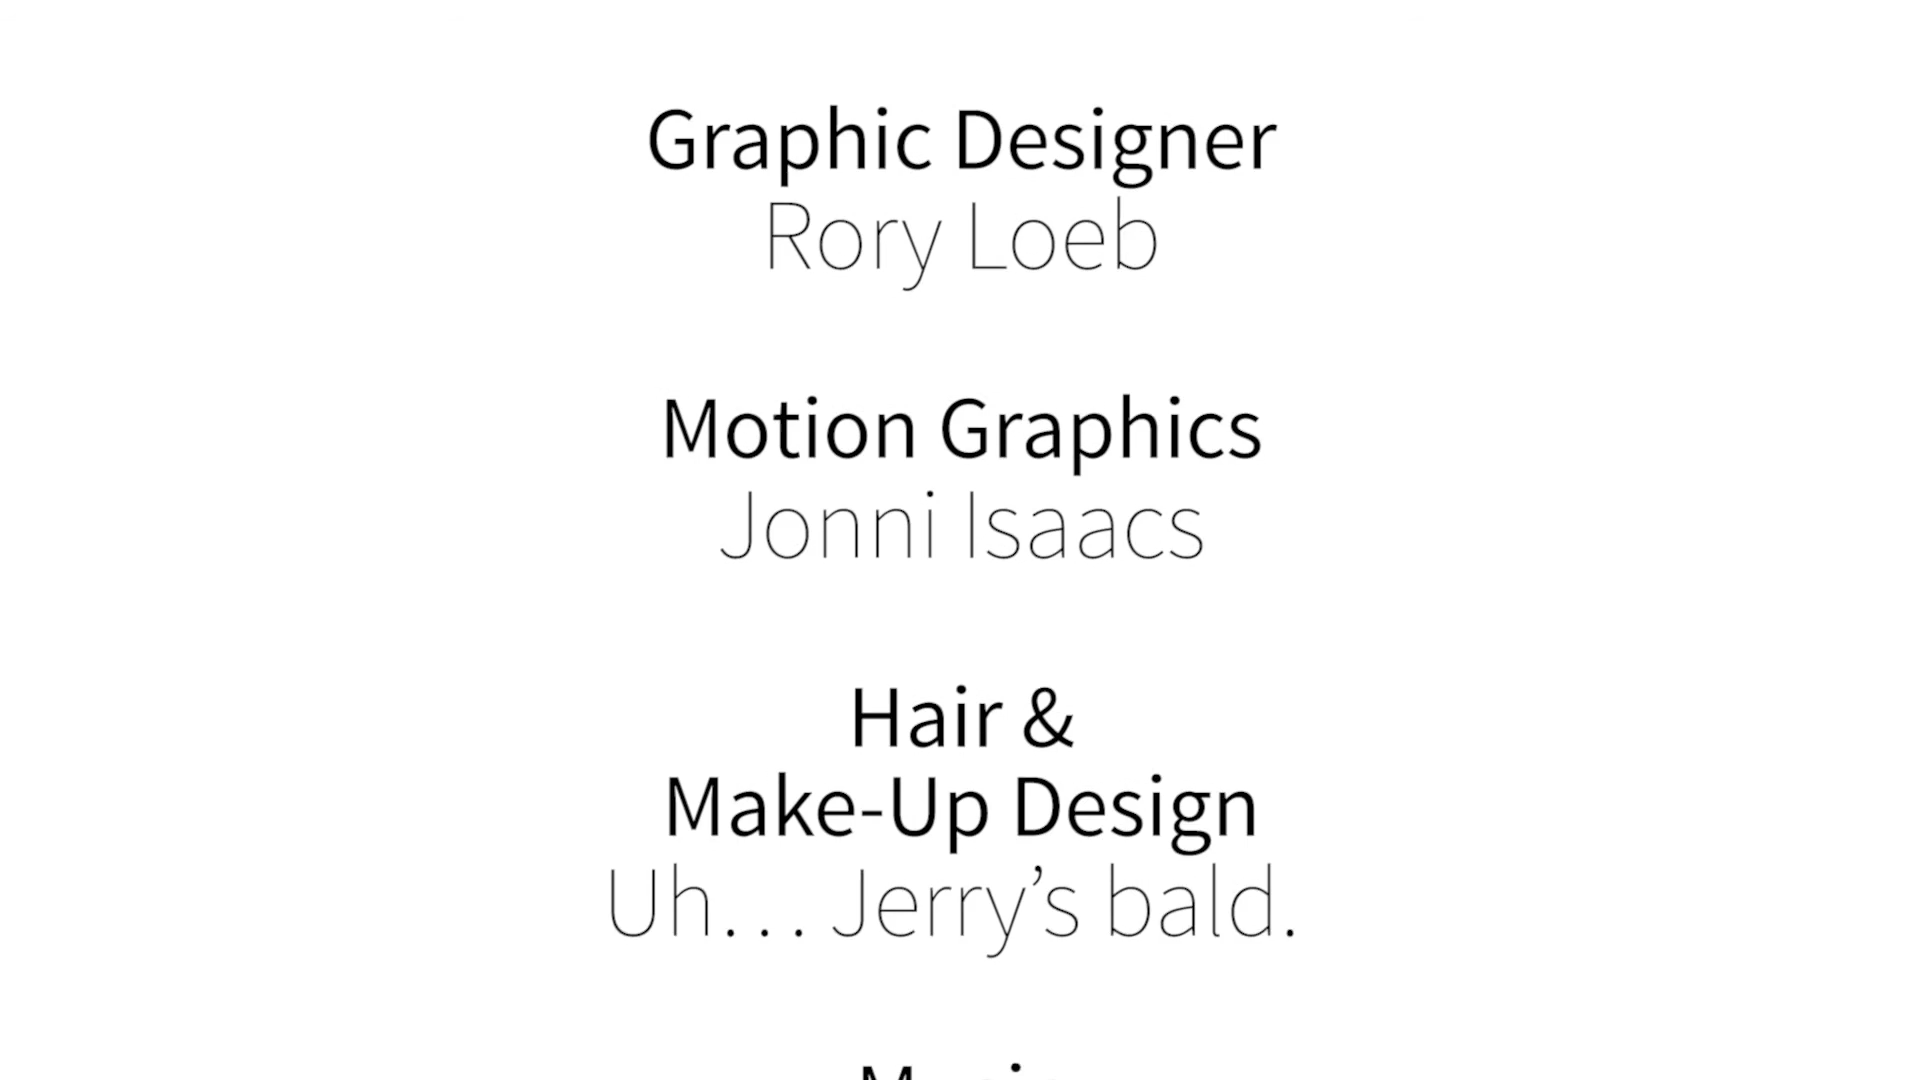 Graphic Designer
Rory Loeb
Motion Graphics
Jonni Isaacs
Hair &
Make-Up Design
Uh… Jerry’s bald.